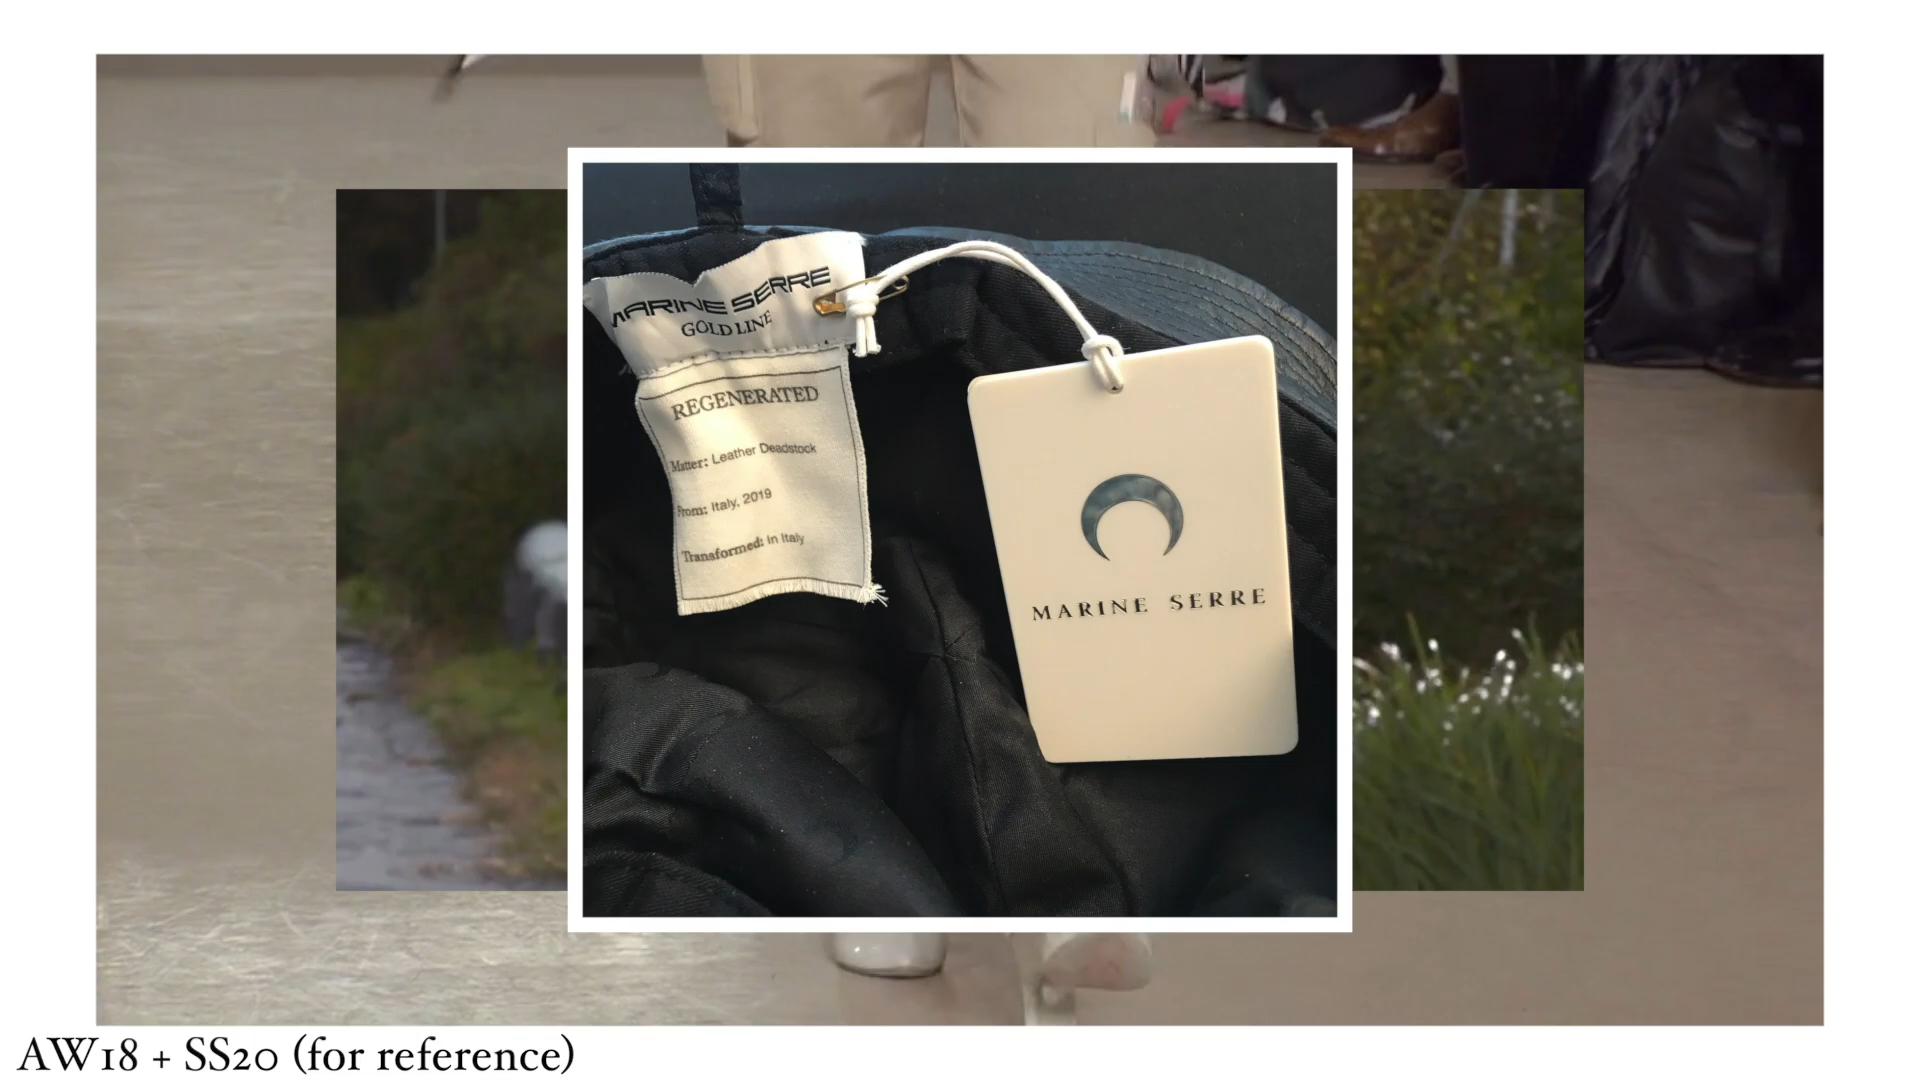 MARINE SERRE
GOLD LINE
REGENERATED
Matter: Leather Deadstock
From: Italy, 2019
Transformed: in Italy
MARINE SERRE
AW18 + SS20 (for reference)